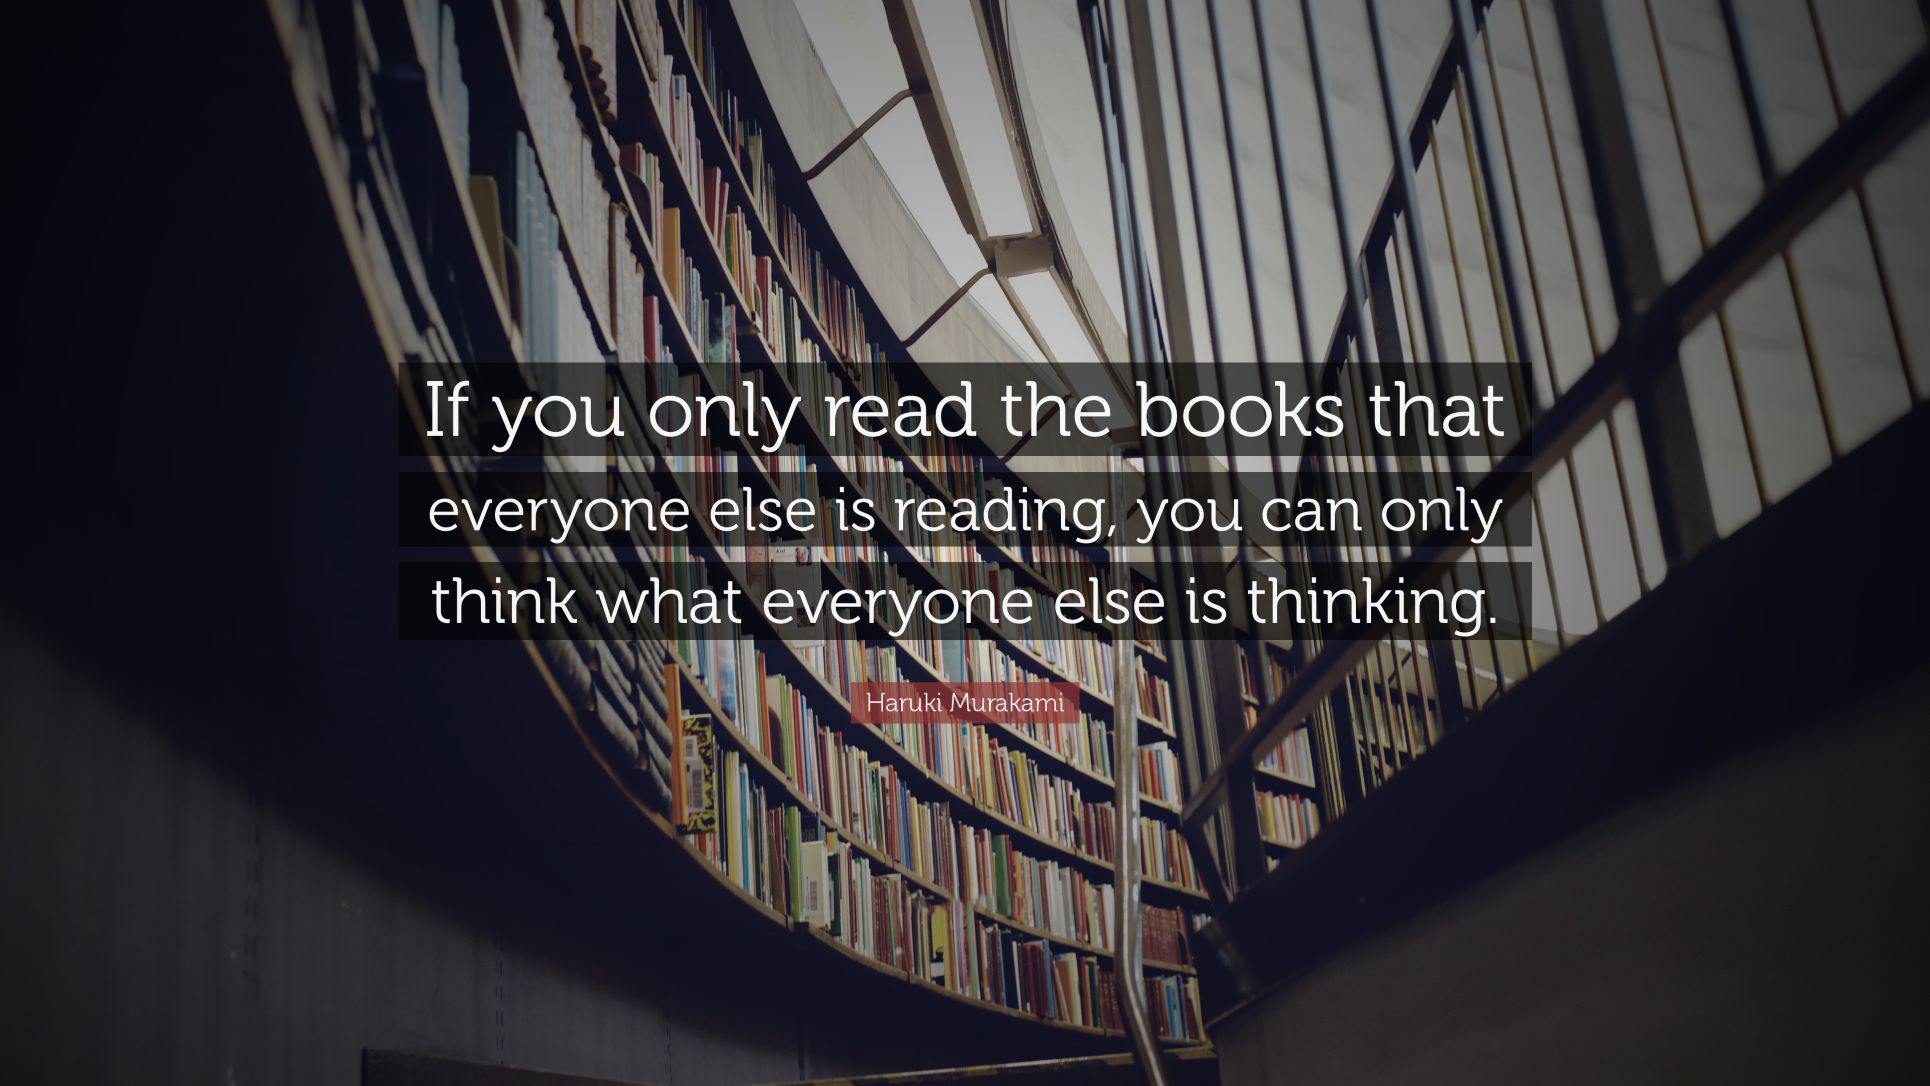 If you only read the books that
everyone else is reading, you can only
think what everyone else is thinking.
Haruki Murakami